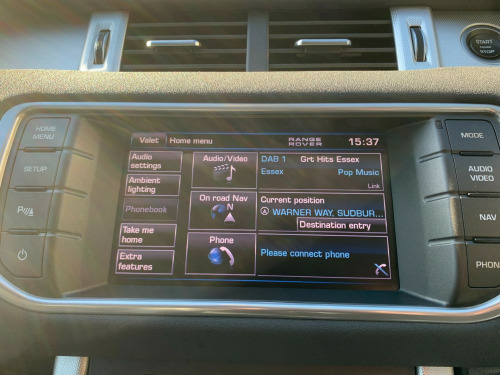 START
STOP
HOME
MENU
SETUP
P
MODE
AUDIO
VIDEO
NAV
PHON
Valet Home menu RANGE ROVER 15:37
Audio settings
Ambient lighting
Phonebook
Take me home
Extra features
Audio/Video
On road Nav
N
Phone
DAB 1 Grt Hits Essex
Essex Pop Music
Link
Current position
WARNER WAY, SUDBUR...
Destination entry
Please connect phone